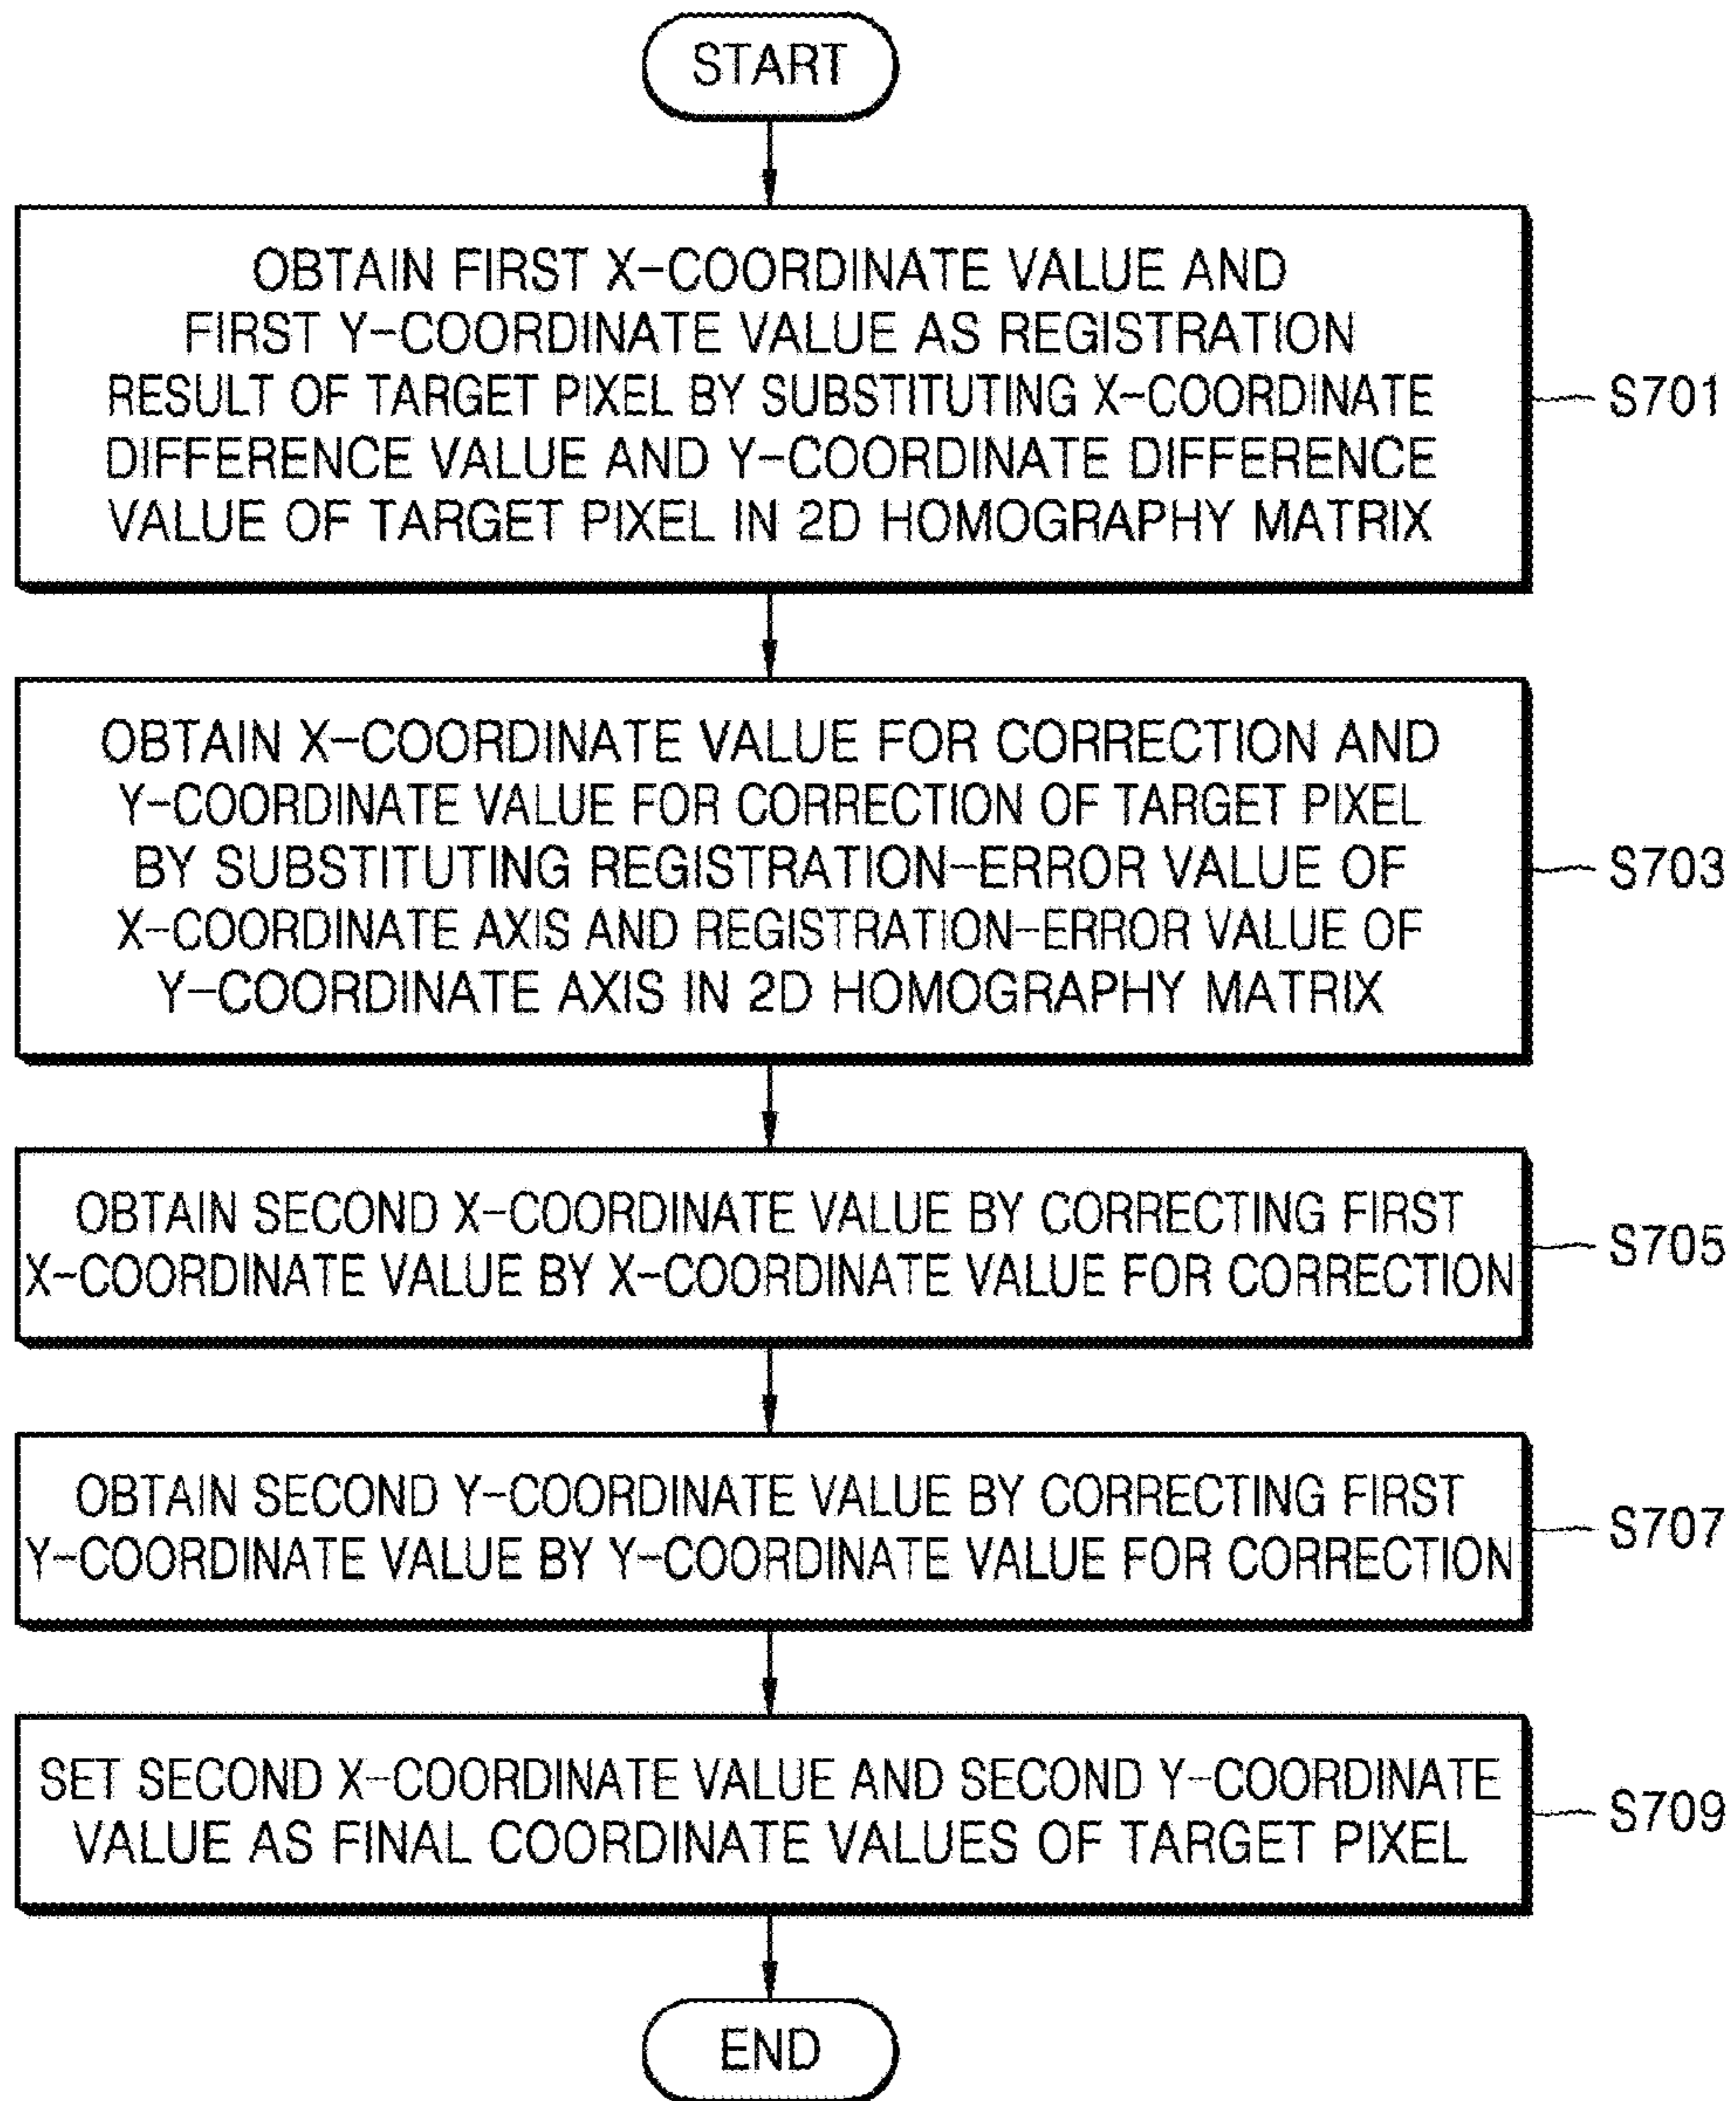 START
OBTAIN FIRST X-COORDINATE VALUE AND
FIRST Y-COORDINATE VALUE AS REGISTRATION
RESULT OF TARGET PIXEL BY SUBSTITUTING X-COORDINATE
DIFFERENCE VALUE AND Y-COORDINATE DIFFERENCE
VALUE OF TARGET PIXEL IN 2D HOMOGRAPHY MATRIX
S701
OBTAIN X-COORDINATE VALUE FOR CORRECTION AND
Y-COORDINATE VALUE FOR CORRECTION OF TARGET PIXEL
BY SUBSTITUTING REGISTRATION-ERROR VALUE OF
X-COORDINATE AXIS AND REGISTRATION-ERROR VALUE OF
Y-COORDINATE AXIS IN 2D HOMOGRAPHY MATRIX
S703
OBTAIN SECOND X-COORDINATE VALUE BY CORRECTING FIRST
X-COORDINATE VALUE BY X-COORDINATE VALUE FOR CORRECTION
S705
OBTAIN SECOND Y-COORDINATE VALUE BY CORRECTING FIRST
Y-COORDINATE VALUE BY Y-COORDINATE VALUE FOR CORRECTION
S707
SET SECOND X-COORDINATE VALUE AND SECOND Y-COORDINATE
VALUE AS FINAL COORDINATE VALUES OF TARGET PIXEL
S709
END